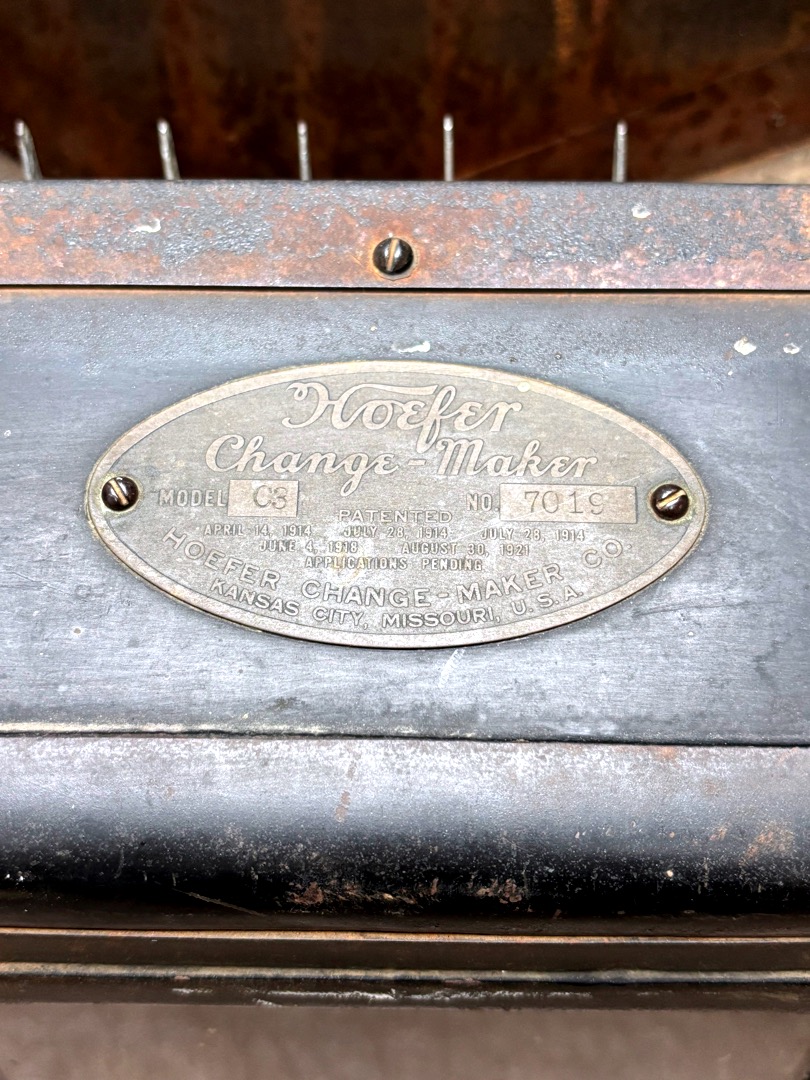 Hoefer
Change-Maker
MODEL C3 NO. 7019
PATENTED
APRIL 14, 1914 JULY 28, 1914 JULY 28, 1914
JUNE 4, 1918 AUGUST 30, 1921
APPLICATIONS PENDING
HOEFER CHANGE-MAKER CO.
KANSAS CITY, MISSOURI, U.S.A.